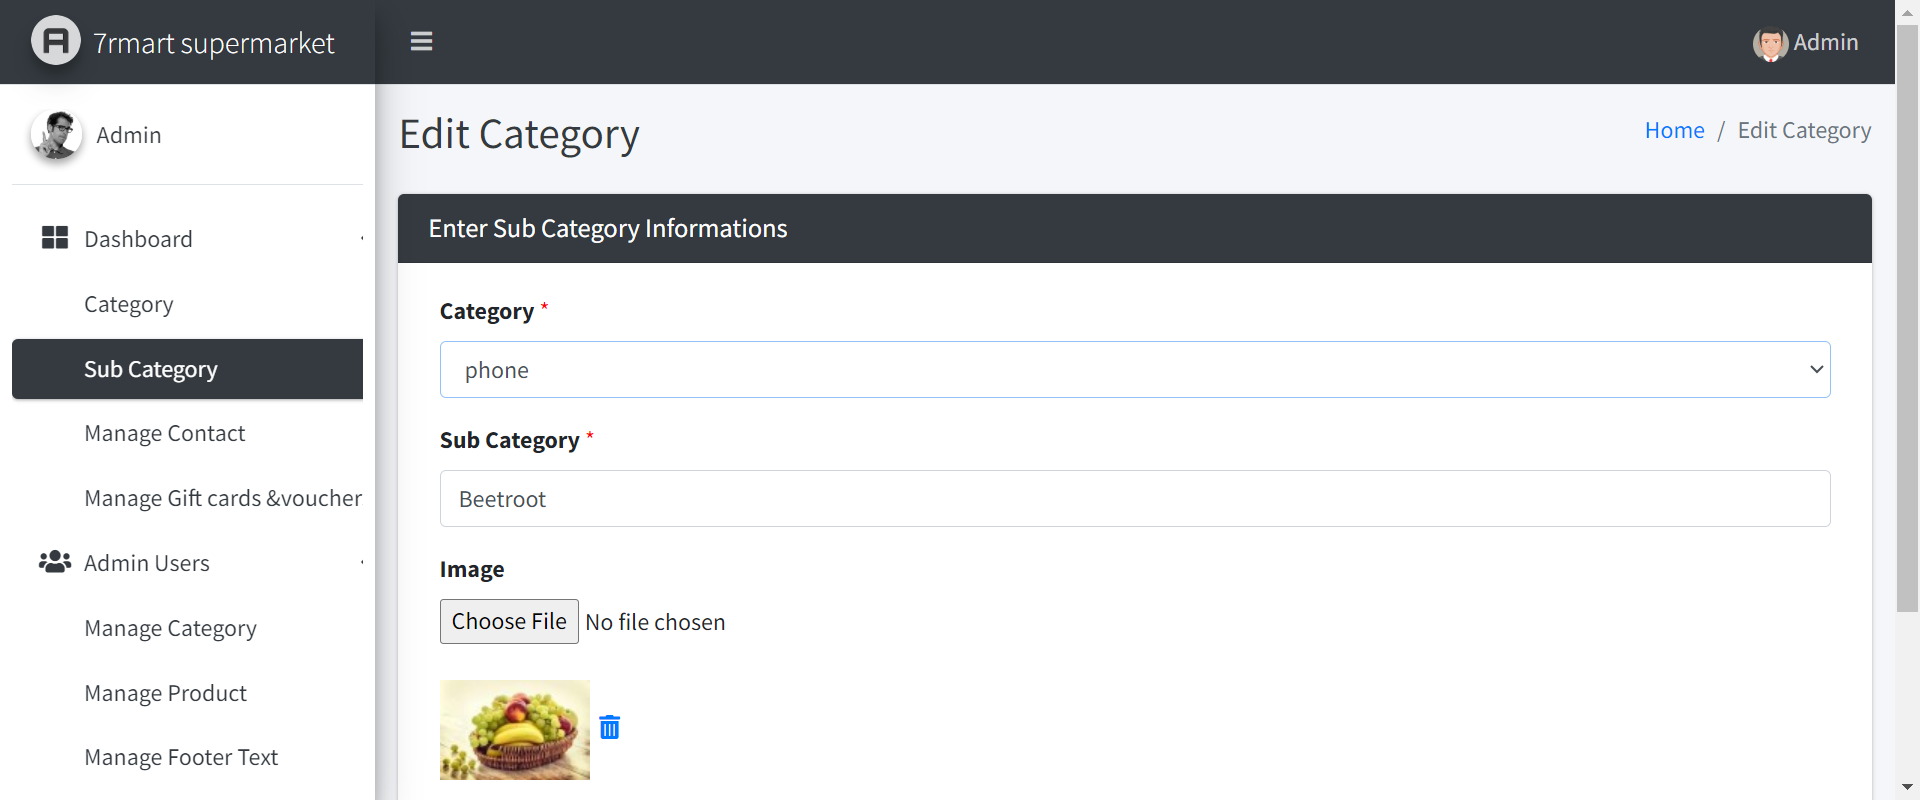 7rmart supermarket
Admin
Admin
Edit Category
Home / Edit Category
Dashboard
Category
Sub Category
Manage Contact
Manage Gift cards &voucher
Admin Users
Manage Category
Manage Product
Manage Footer Text
Enter Sub Category Informations
Category *
phone
Sub Category *
Beetroot
Image
Choose File No file chosen